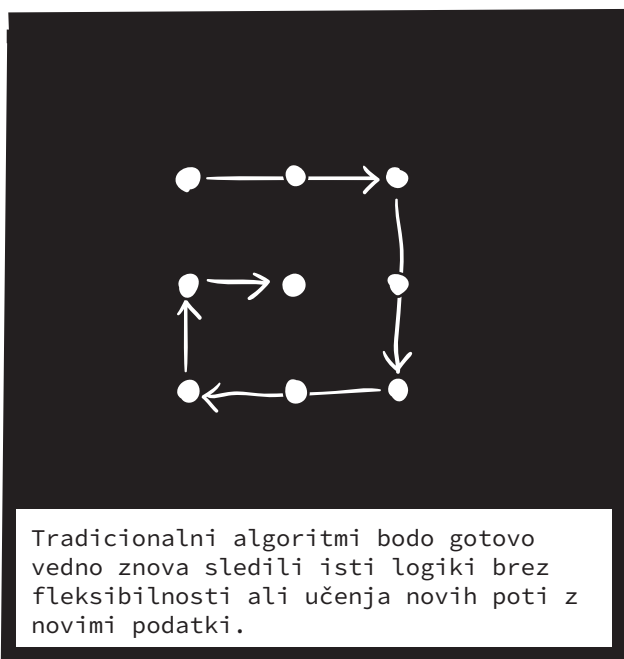 Tradicionalni algoritmi bodo gotovo
vedno znova sledili isti logiki brez
fleksibilnosti ali učenja novih poti z
novimi podatki.